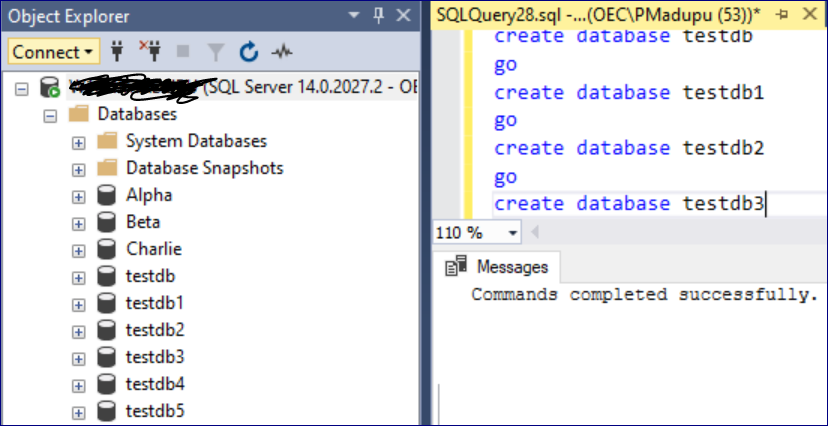 Object Explorer
Connect
(SQL Server 14.0.2027.2 - OE
Databases
System Databases
Database Snapshots
Alpha
Beta
Charlie
testdb
testdb1
testdb2
testdb3
testdb4
testdb5
SQLQuery28.sql -...(OEC\PMadupu (53))*
create database testdb
go
create database testdb1
go
create database testdb2
go
create database testdb3
110 %
Messages
Commands completed successfully.